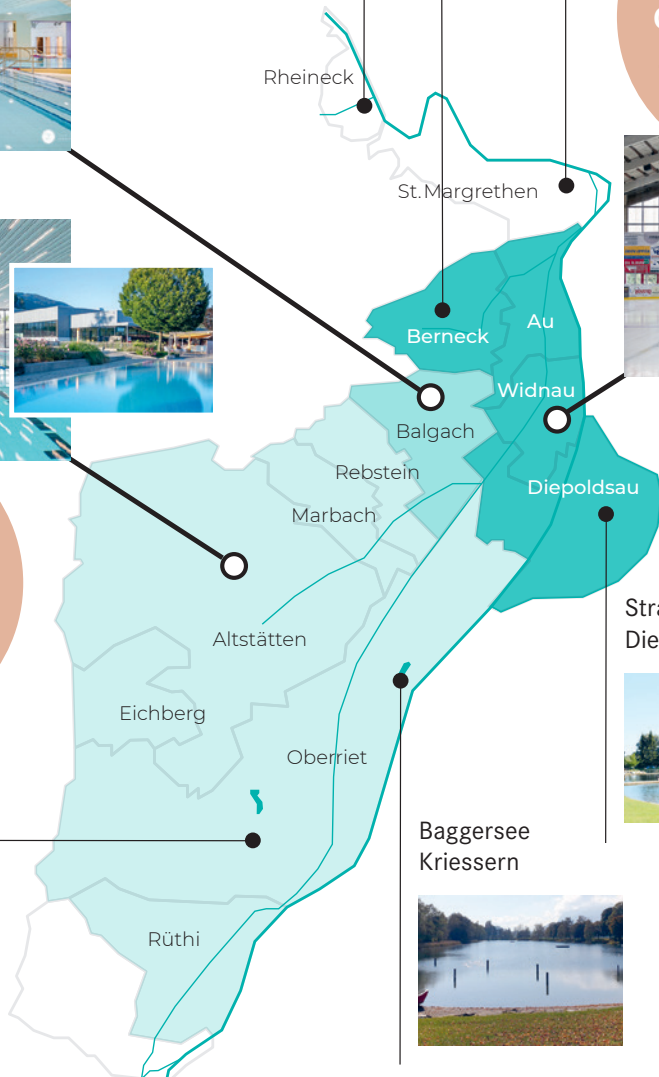 Rheineck
St. Margrethen
Au
Berneck
Widnau
Balgach
Rebstein
Diepoldsau
Marbach
Altstätten
Eichberg
Oberriet
Baggersee
Kriessern
Rüthi